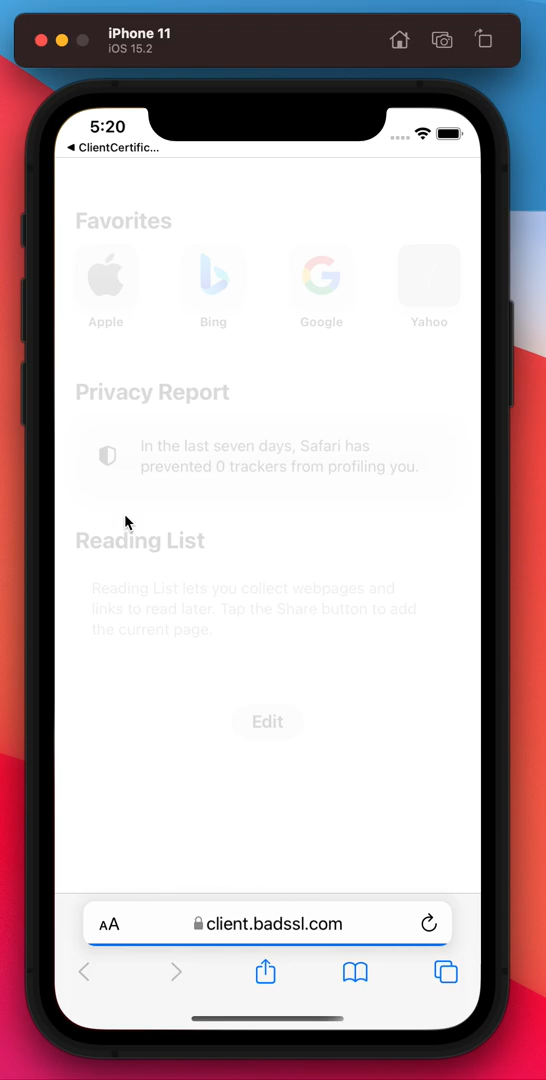 iPhone 11
iOS 15.2
5:20
◀ ClientCertific...
Favorites
Apple
Bing
Google
Yahoo
Privacy Report
In the last seven days, Safari has
prevented 0 trackers from profiling you.
Reading List
Reading List lets you collect webpages and
links to read later. Tap the Share button to add
the current page.
Edit
AA
client.badssl.com